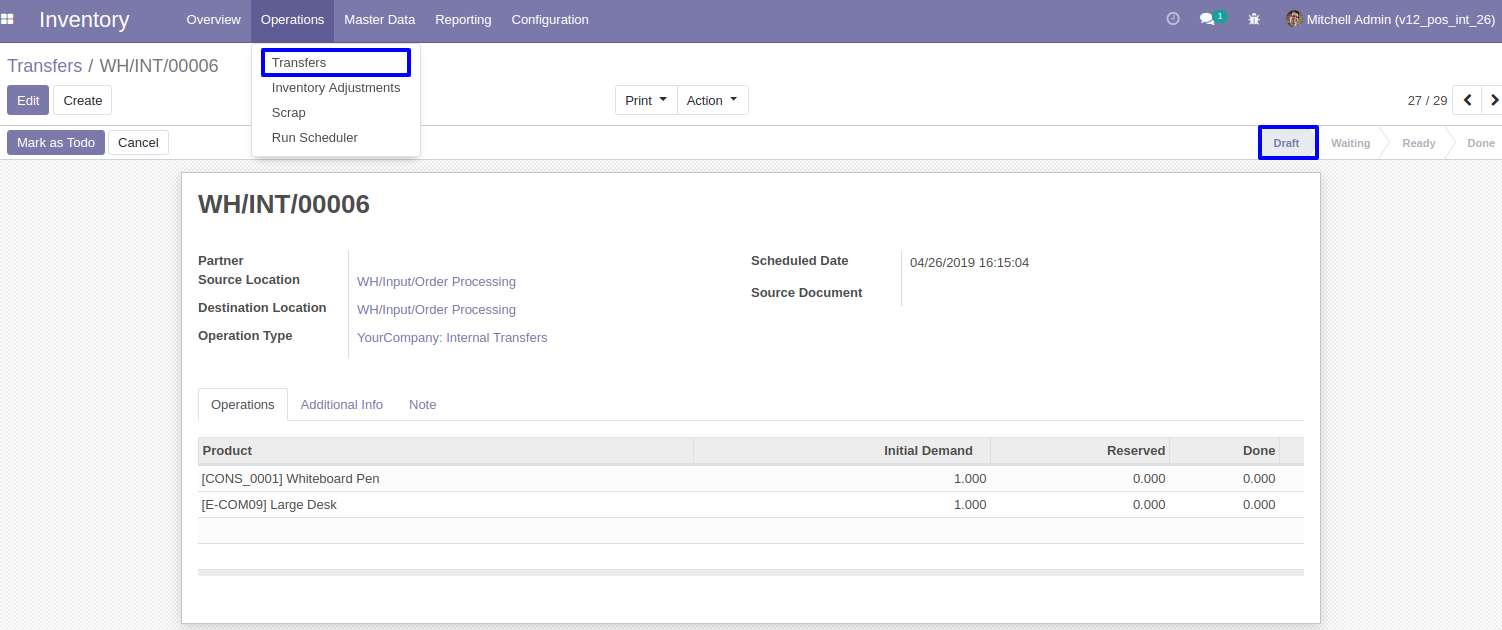 Inventory Overview Operations Master Data Reporting Configuration 1 Mitchell Admin (v12_pos_int_26)
Transfers / WH/INT/00006
Transfers
Inventory Adjustments
Scrap
Run Scheduler
Edit Create Print Action 27 / 29
Mark as Todo Cancel Draft Waiting Ready Done
WH/INT/00006
Partner
Source Location WH/Input/Order Processing
Destination Location WH/Input/Order Processing
Operation Type YourCompany: Internal Transfers
Scheduled Date 04/26/2019 16:15:04
Source Document
Operations Additional Info Note
Product Initial Demand Reserved Done
[CONS_0001] Whiteboard Pen 1.000 0.000 0.000
[E-COM09] Large Desk 1.000 0.000 0.000